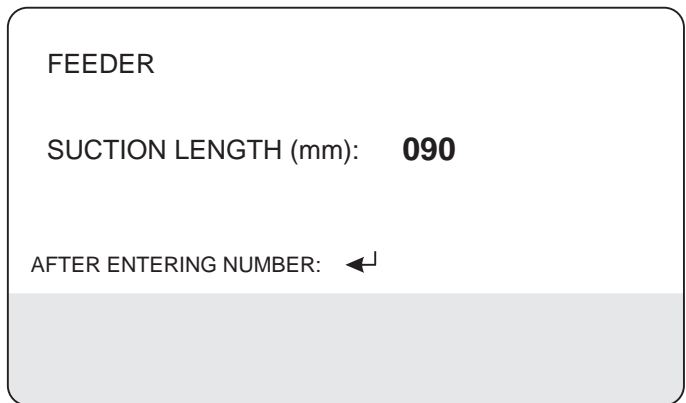 FEEDER
SUCTION LENGTH (mm): 090
AFTER ENTERING NUMBER: ↵